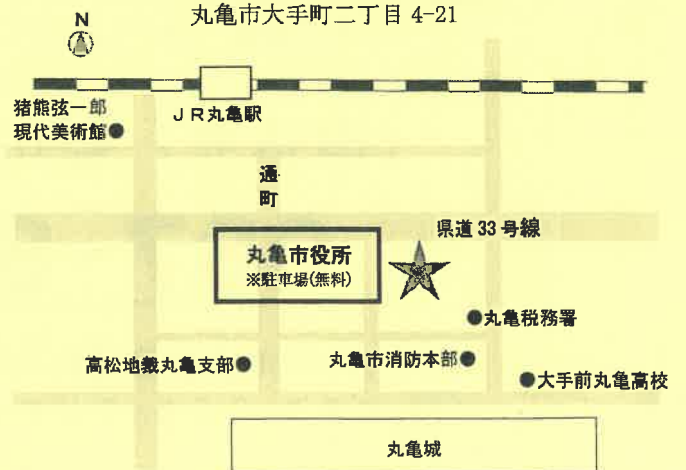 丸亀市大手町二丁目 4-21
N
猪熊弦一郎
現代美術館
ＪＲ丸亀駅
通
町
県道 33 号線
丸亀市役所
※駐車場(無料)
丸亀税務署
高松地裁丸亀支部
丸亀市消防本部
大手前丸亀高校
丸亀城